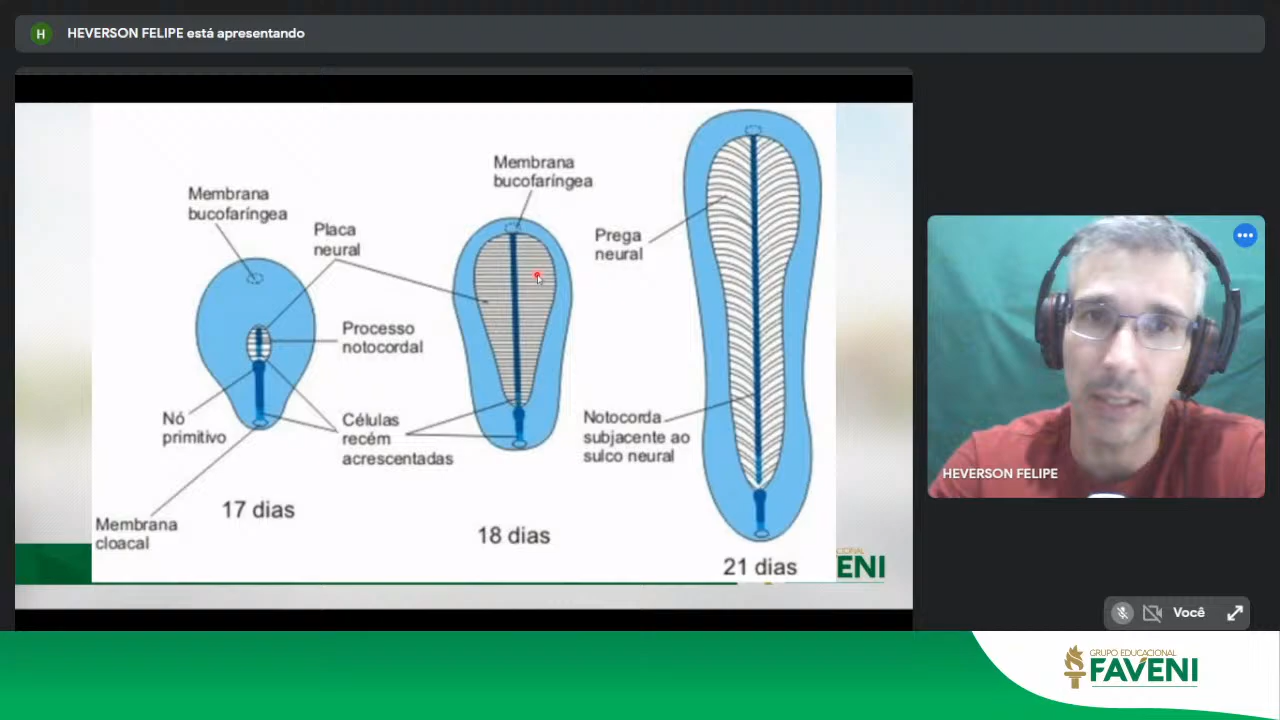 H
HEVERSON FELIPE está apresentando
Membrana
bucofaríngea
Placa
neural
Processo
notocordal
Nó
primitivo
Células
recém
acrescentadas
Membrana
cloacal
17 dias
Membrana
bucofaríngea
18 dias
Prega
neural
Notocorda
subjacente ao
sulco neural
21 dias
ENI
HEVERSON FELIPE
Você
GRUPO EDUCACIONAL
FAVENI